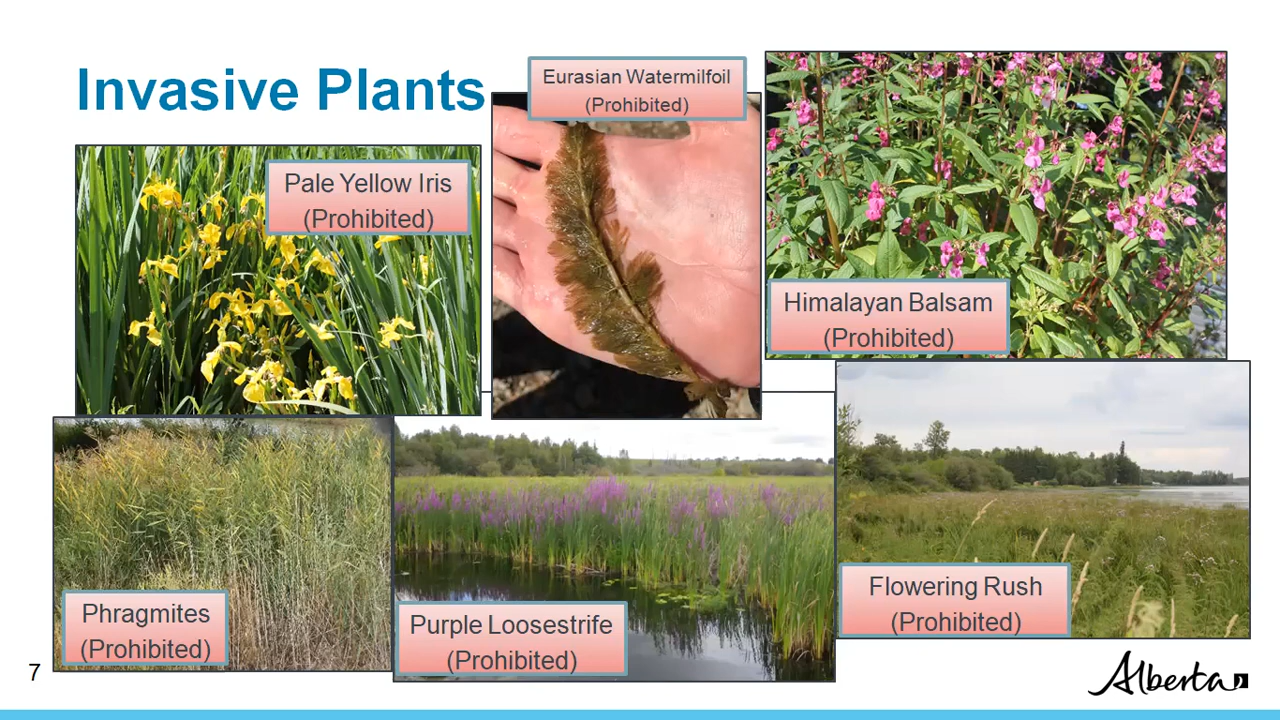 Invasive Plants
Eurasian Watermilfoil
(Prohibited)
Pale Yellow Iris
(Prohibited)
Himalayan Balsam
(Prohibited)
Phragmites
(Prohibited)
Purple Loosestrife
(Prohibited)
Flowering Rush
(Prohibited)
7
Alberta